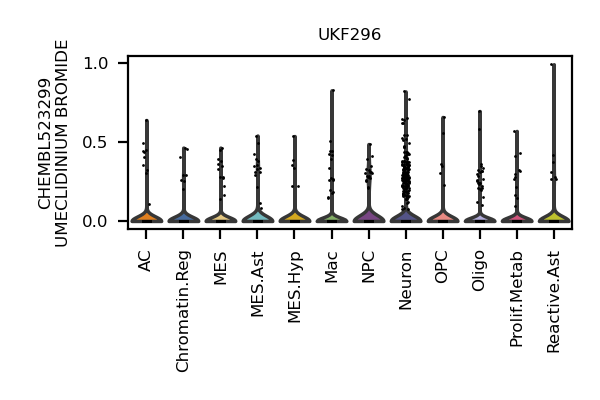 UKF296
CHEMBL523299
UMECLIDINIUM BROMIDE
1.0
0.5
0.0
AC
Chromatin.Reg
MES
MES.Ast
MES.Hyp
Mac
NPC
Neuron
OPC
Oligo
Prolif.Metab
Reactive.Ast